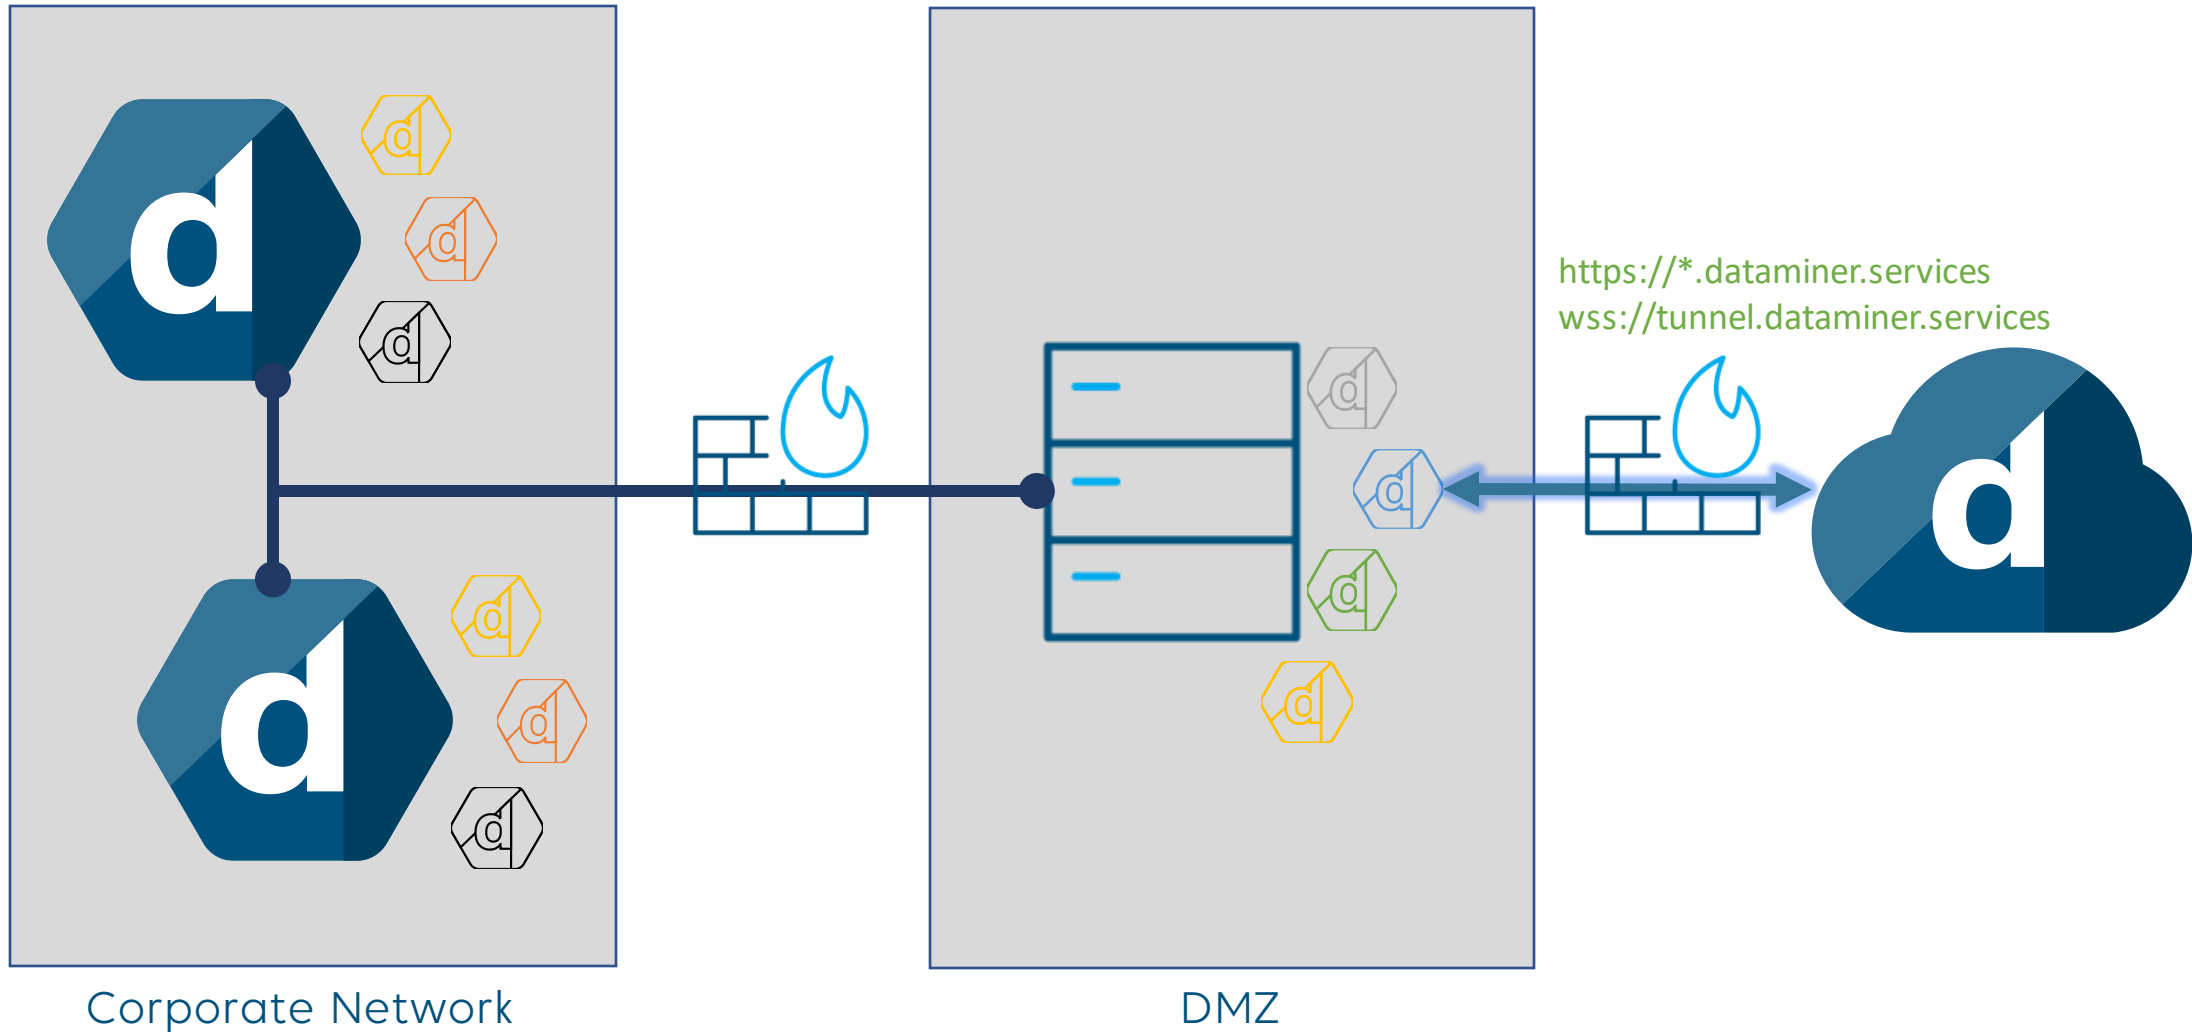 https://*.dataminer.services
wss://tunnel.dataminer.services
Corporate Network
DMZ